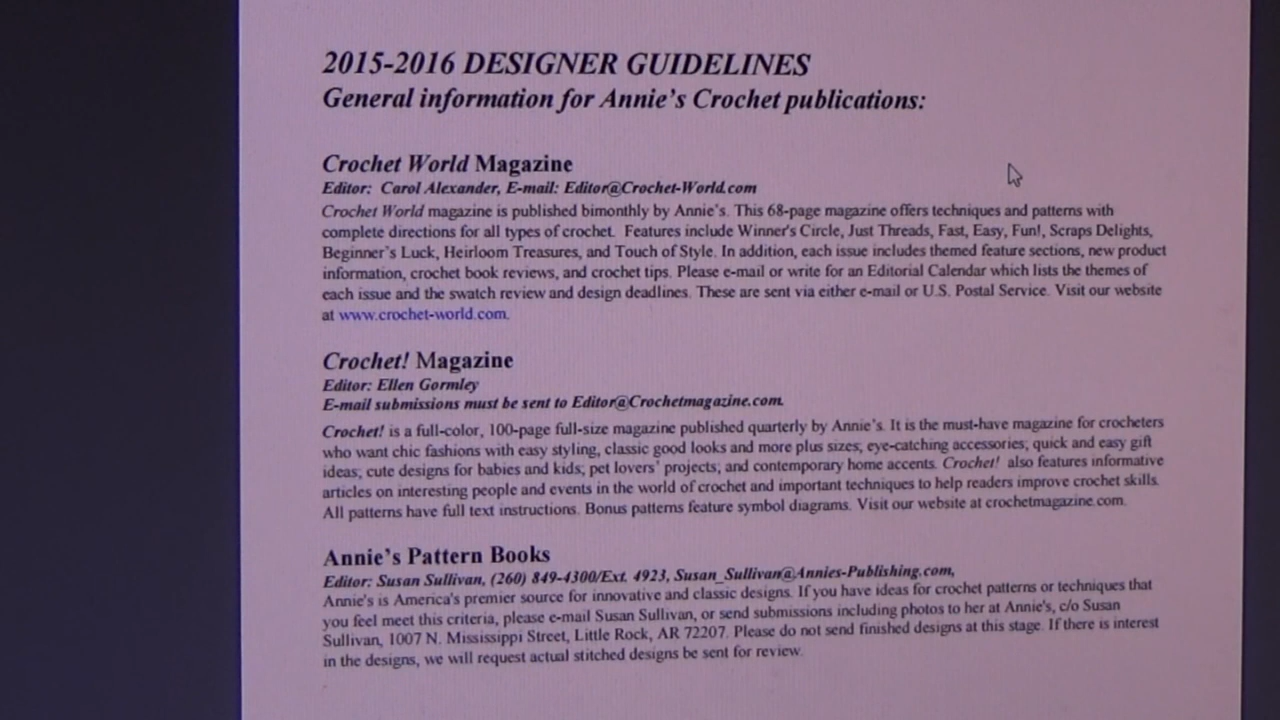 2015-2016 DESIGNER GUIDELINES
General information for Annie's Crochet publications:
Crochet World Magazine
Editor: Carol Alexander, E-mail: Editor@Crochet-World.com
Crochet World magazine is published bimonthly by Annie's. This 68-page magazine offers techniques and patterns with
complete directions for all types of crochet. Features include Winner's Circle, Just Threads, Fast, Easy, Fun!, Scraps Delights,
Beginner's Luck, Heirloom Treasures, and Touch of Style. In addition, each issue includes themed feature sections, new product
information, crochet book reviews, and crochet tips. Please e-mail or write for an Editorial Calendar which lists the themes of
each issue and the swatch review and design deadlines. These are sent via either e-mail or U.S. Postal Service. Visit our website
at www.crochet-world.com.
Crochet! Magazine
Editor: Ellen Gormley
E-mail submissions must be sent to Editor@Crochetmagazine.com.
Crochet! is a full-color, 100-page full-size magazine published quarterly by Annie's. It is the must-have magazine for crocheters
who want chic fashions with easy styling, classic good looks and more plus sizes, eye-catching accessories; quick and easy gift
ideas; cute designs for babies and kids; pet lovers' projects; and contemporary home accents. Crochet! also features informative
articles on interesting people and events in the world of crochet and important techniques to help readers improve crochet skills.
All patterns have full text instructions. Bonus patterns feature symbol diagrams. Visit our website at crochetmagazine.com.
Annie's Pattern Books
Editor: Susan Sullivan, (260) 849-4300/Ext. 4923, Susan_Sullivan@Annies-Publishing.com,
Annie's is America's premier source for innovative and classic designs. If you have ideas for crochet patterns or techniques that
you feel meet this criteria, please e-mail Susan Sullivan, or send submissions including photos to her at Annie's, c/o Susan
Sullivan, 1007 N. Mississippi Street, Little Rock, AR 72207. Please do not send finished designs at this stage. If there is interest
in the designs, we will request actual stitched designs be sent for review.